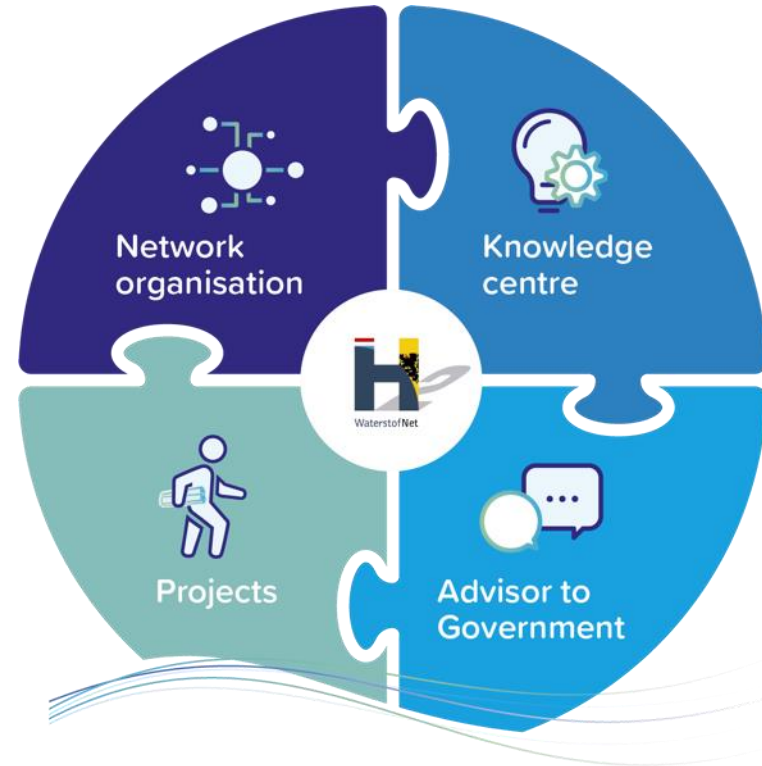 Network
organisation
Knowledge
centre
WaterstofNet
Projects
Advisor to
Government